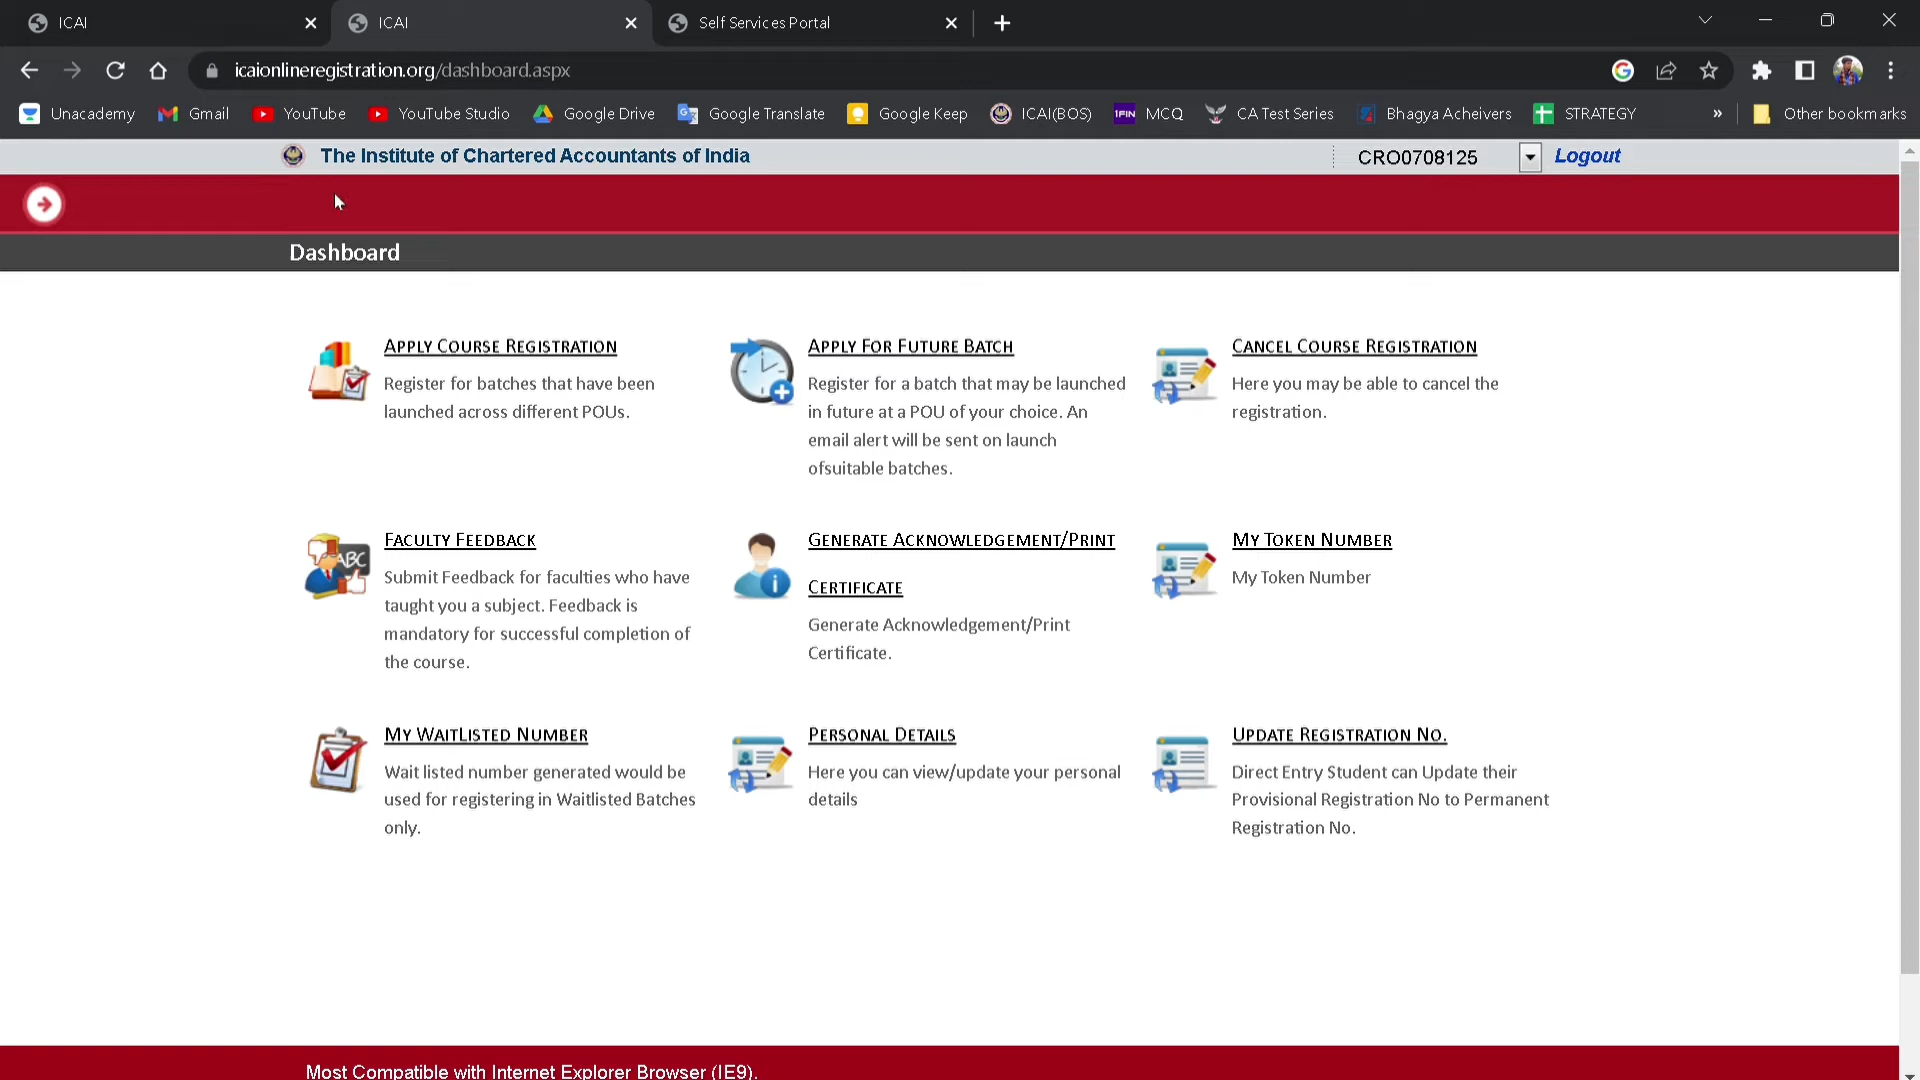 ICAI
ICAI
Self Services Portal
icaionlineregistration.org/dashboard.aspx
Unacademy
Gmail
YouTube
YouTube Studio
Google Drive
Google Translate
Google Keep
ICAI(BOS)
1FIN
MCQ
CA Test Series
Bhagya Acheivers
STRATEGY
»
Other bookmarks
The Institute of Chartered Accountants of India
CRO0708125
Logout
Dashboard
APPLY COURSE REGISTRATION
Register for batches that have been
launched across different POUs.
APPLY FOR FUTURE BATCH
Register for a batch that may be launched
in future at a POU of your choice. An
email alert will be sent on launch
ofsuitable batches.
CANCEL COURSE REGISTRATION
Here you may be able to cancel the
registration.
ABC
FACULTY FEEDBACK
Submit Feedback for faculties who have
taught you a subject. Feedback is
mandatory for successful completion of
the course.
GENERATE ACKNOWLEDGEMENT/PRINT
CERTIFICATE
Generate Acknowledgement/Print
Certificate.
MY TOKEN NUMBER
My Token Number
MY WAITLISTED NUMBER
Wait listed number generated would be
used for registering in Waitlisted Batches
only.
PERSONAL DETAILS
Here you can view/update your personal
details
UPDATE REGISTRATION NO.
Direct Entry Student can Update their
Provisional Registration No to Permanent
Registration No.
Most Compatible with Internet Explorer Browser (IE9).